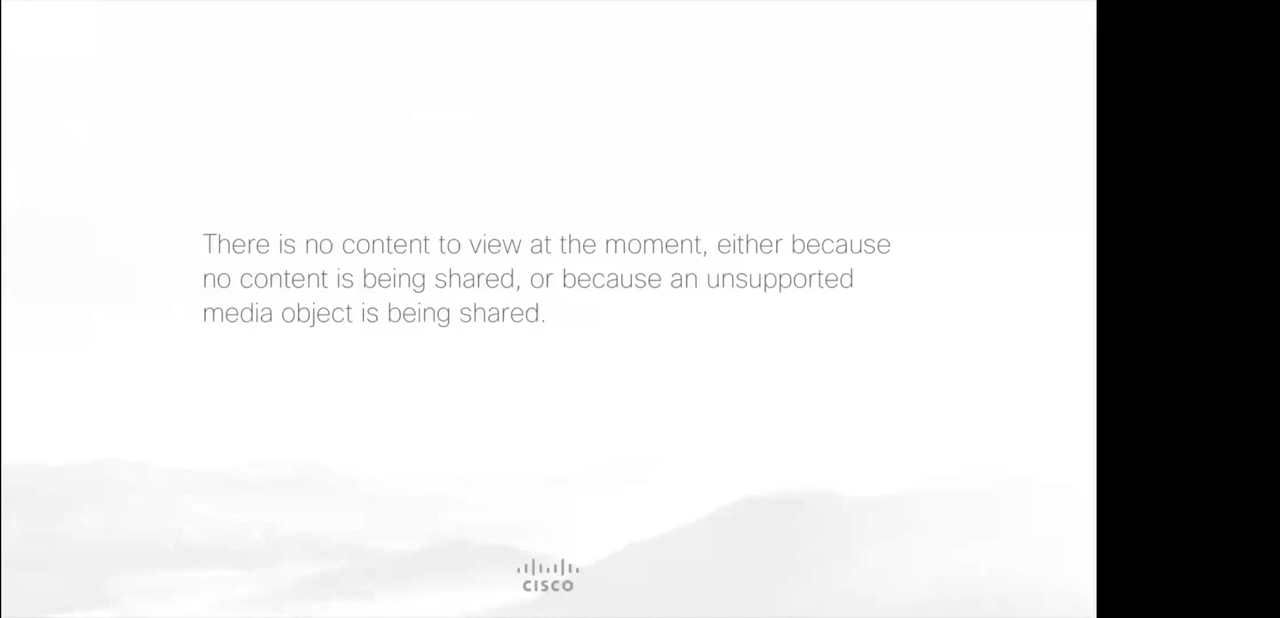 There is no content to view at the moment, either because
no content is being shared, or because an unsupported
media object is being shared.
CISCO